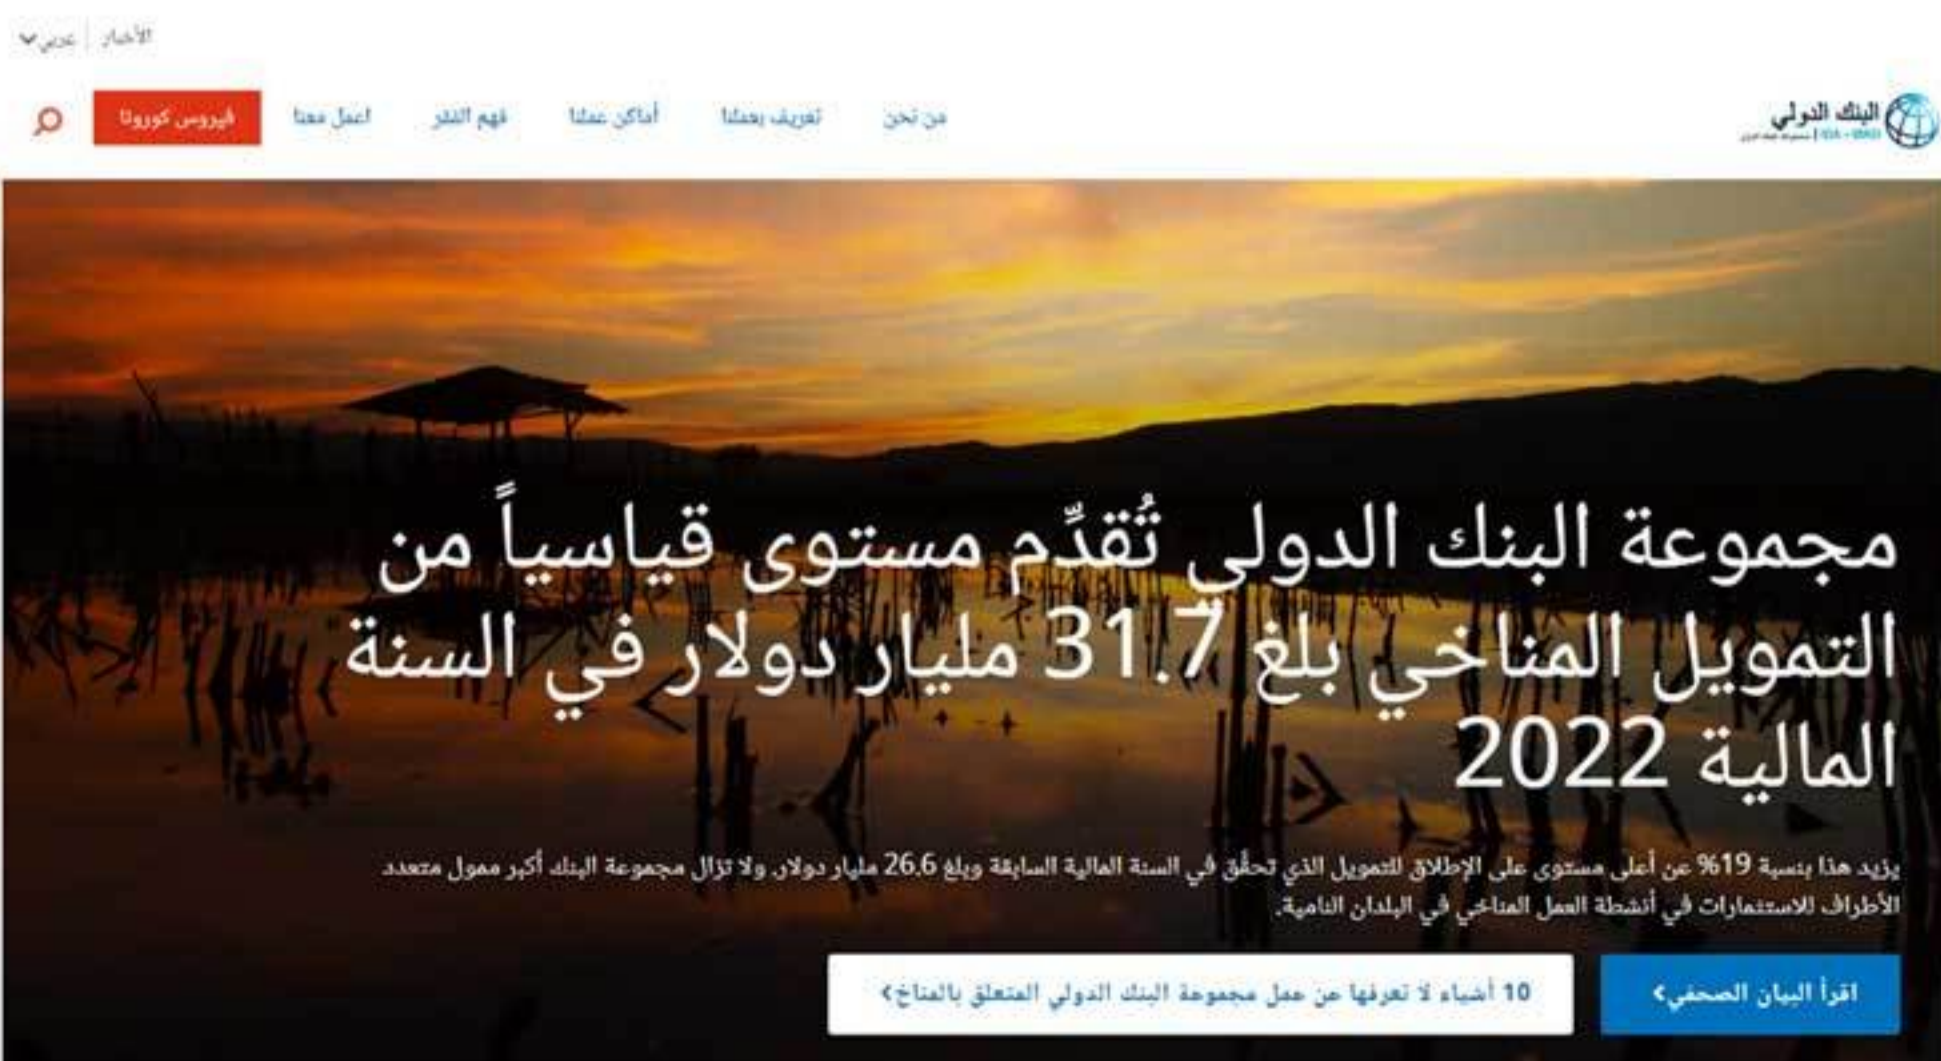 الأخبار عربي
البنك الدولي
IDA - IBRD
من نحن
تعريف بعملنا
أماكن عملنا
فهم الفقر
اعمل معنا
فيروس كورونا
مجموعة البنك الدولي تُقدِّم مستوى قياسياً من
التمويل المناخي بلغ 31.7 مليار دولار في السنة
المالية 2022
يزيد هذا بنسبة 19% عن أعلى مستوى على الإطلاق للتمويل الذي تحقَّق في السنة المالية السابقة وبلغ 26.6 مليار دولار. ولا تزال مجموعة البنك أكبر ممول متعدد
الأطراف للاستثمارات في أنشطة العمل المناخي في البلدان النامية.
اقرأ البيان الصحفي
10 أشياء لا تعرفها عن عمل مجموعة البنك الدولي المتعلق بالمناخ